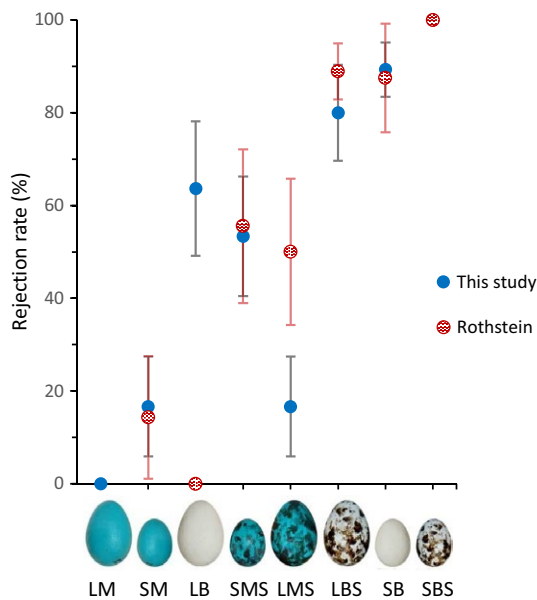 Rejection rate (%)
100
80
60
40
20
0
This study
Rothstein
LM SM LB SMS LMS LBS SB SBS